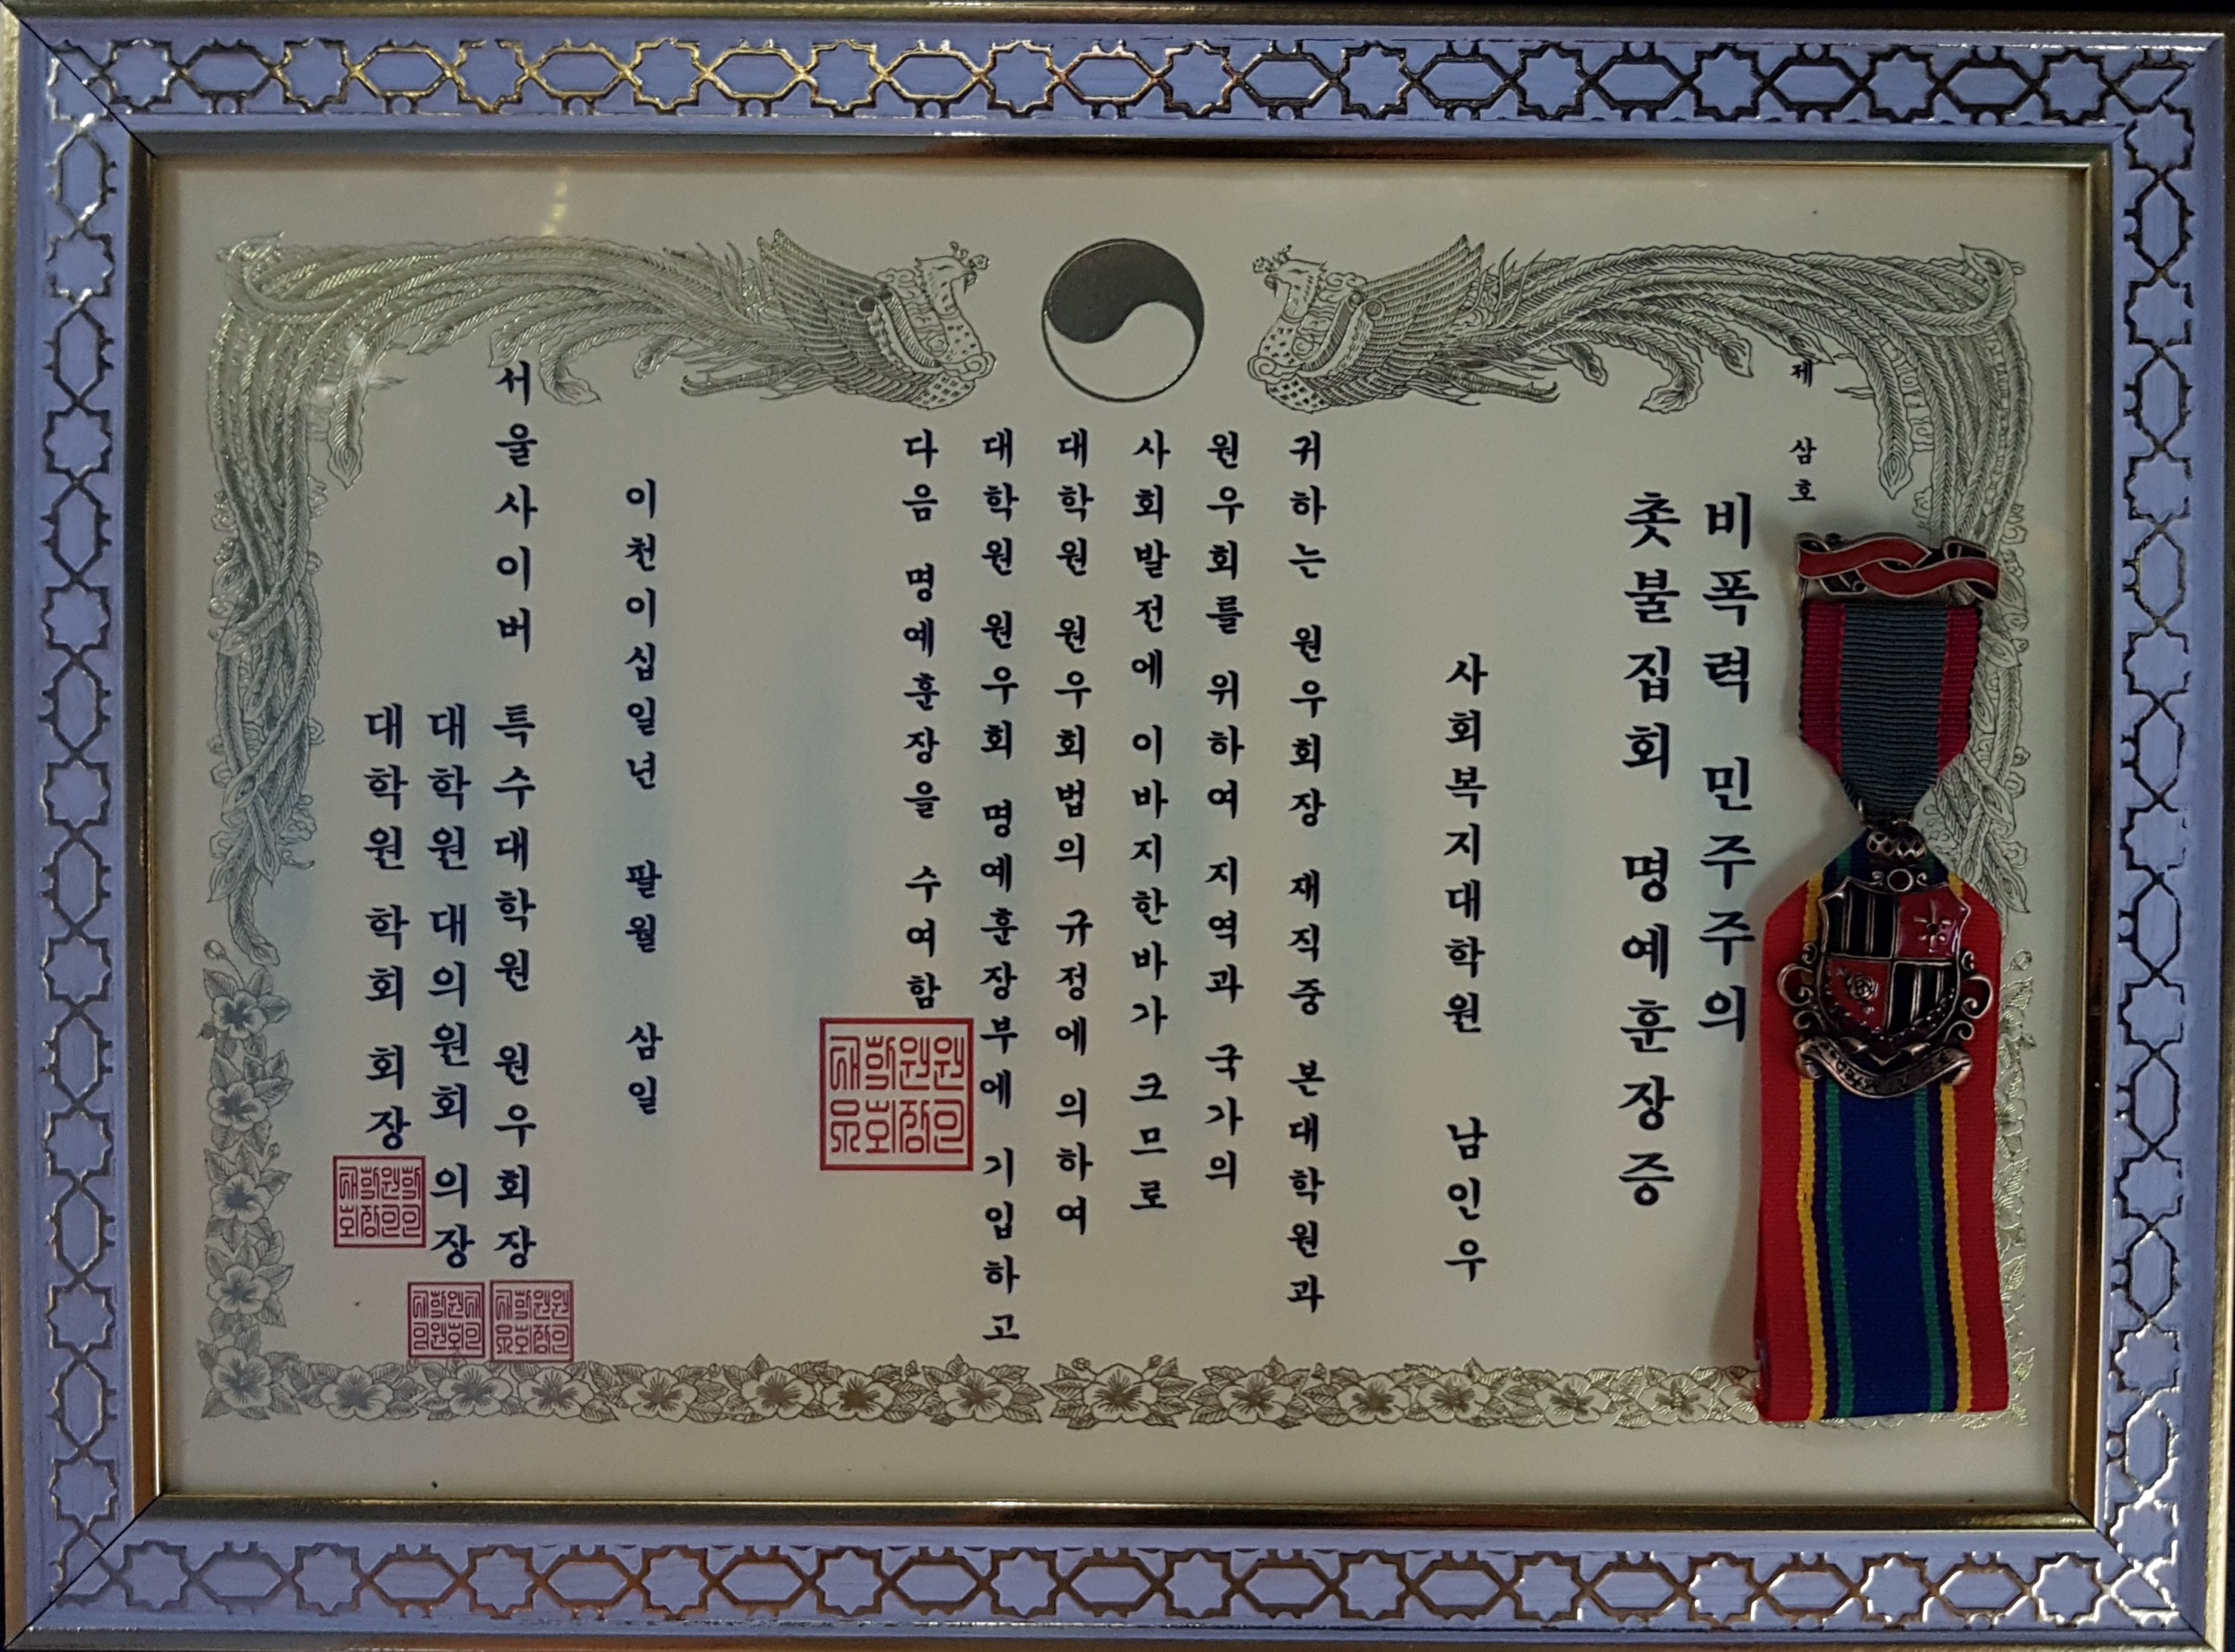 제 삼호
비폭력 민주주의
촛불집회 명예훈장증
사회복지대학원 남인우
귀하는 원우회장 재직중 본대학원과
원우회를 위하여 지역과 국가의
사회발전에 이바지한바가 크므로
대학원 원우회법의 규정에 의하여
대학원 원우회 명예훈장부에 기입하고
다음 명예훈장을 수여함
이천이십일년 팔월 삼일
서울사이버 특수대학원 원우회장
대학원 대의원회 의장
대학원 학회 회장